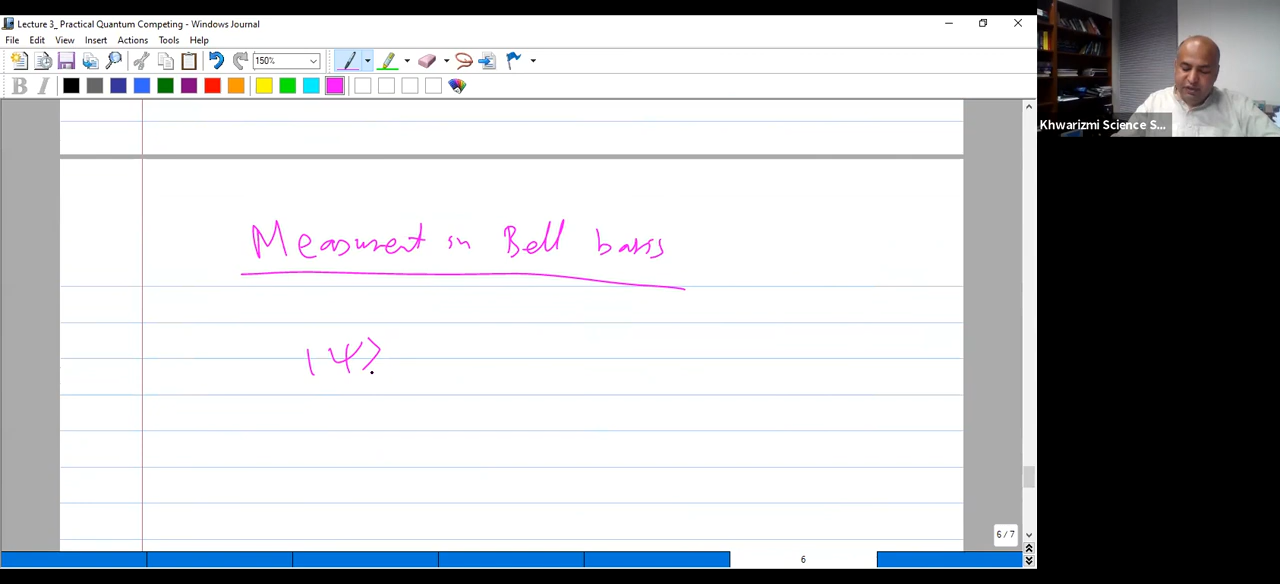 Lecture 3_ Practical Quantum Competing - Windows Journal
File Edit View Insert Actions Tools Help
150%
B I
Khwarizmi Science S...
Measurement in Bell basis
|Ψ⟩
6 / 7
6